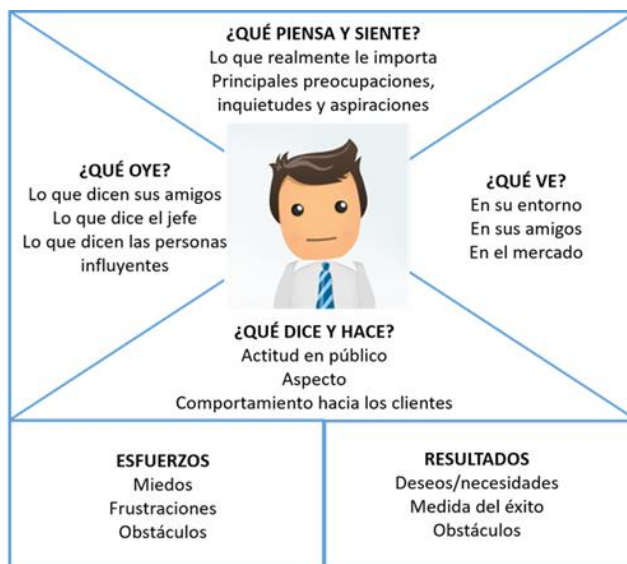 ¿QUÉ PIENSA Y SIENTE?
Lo que realmente le importa
Principales preocupaciones,
inquietudes y aspiraciones
¿QUÉ OYE?
Lo que dicen sus amigos
Lo que dice el jefe
Lo que dicen las personas
influyentes
¿QUÉ VE?
En su entorno
En sus amigos
En el mercado
¿QUÉ DICE Y HACE?
Actitud en público
Aspecto
Comportamiento hacia los clientes
ESFUERZOS
Miedos
Frustraciones
Obstáculos
RESULTADOS
Deseos/necesidades
Medida del éxito
Obstáculos